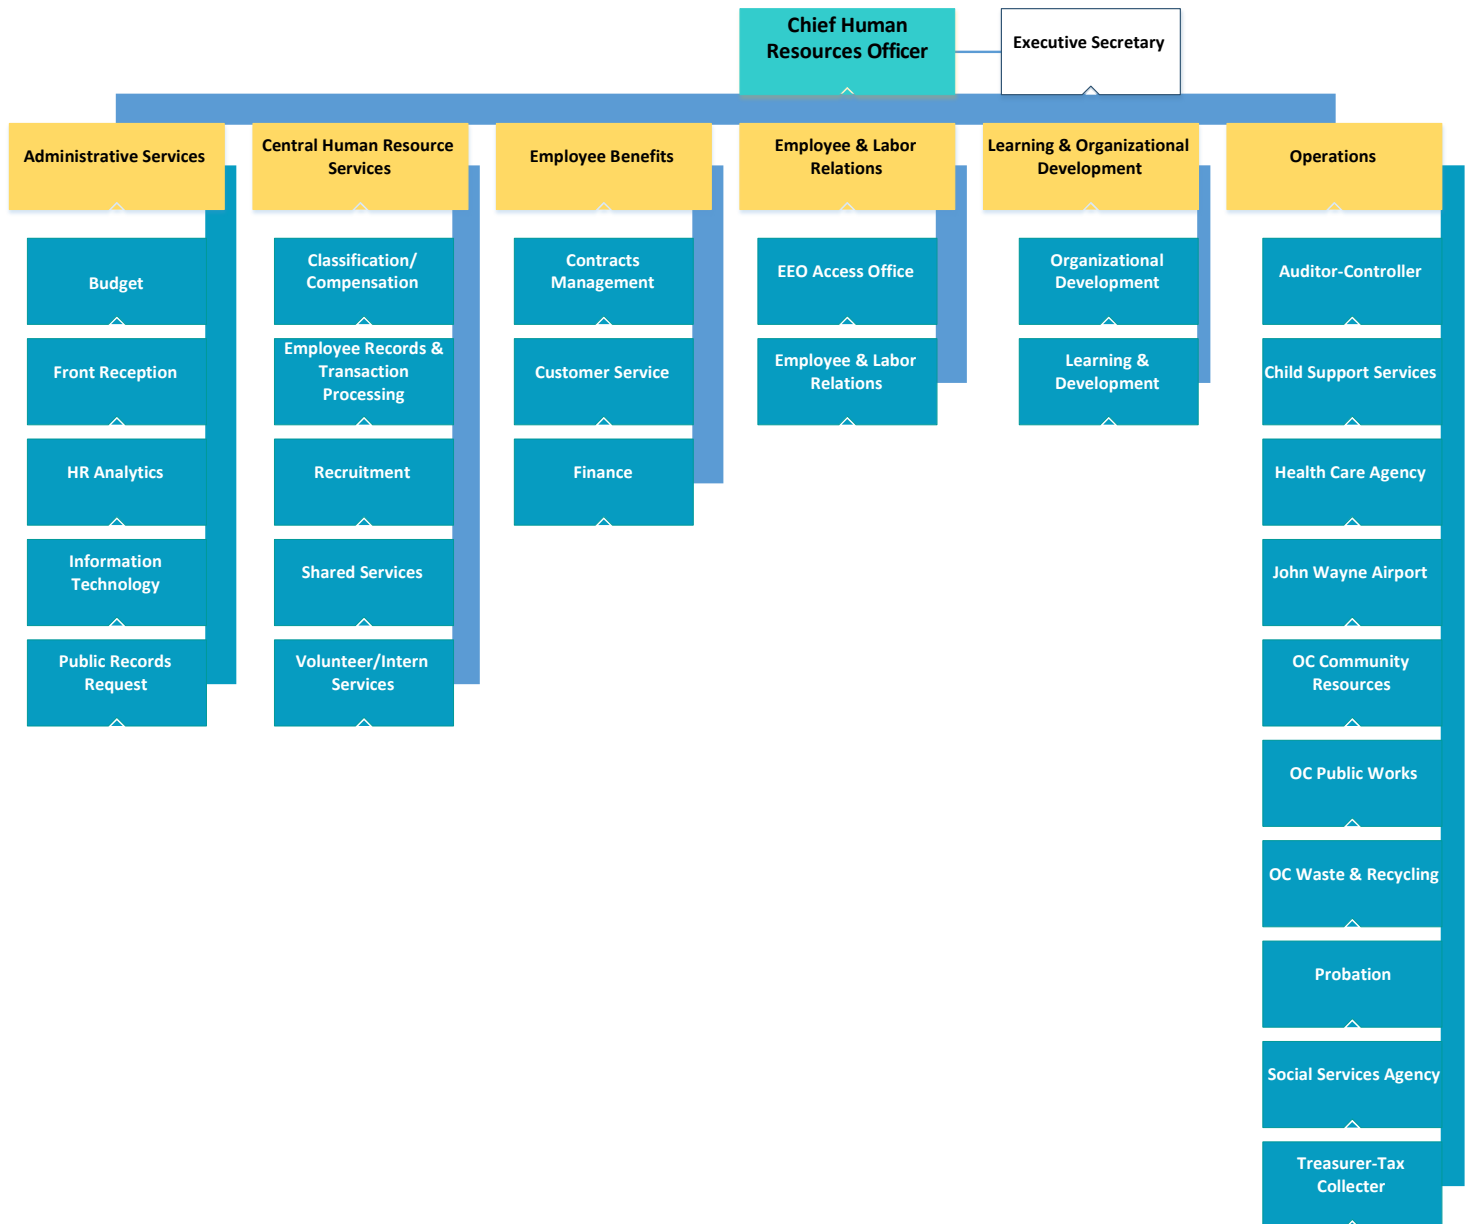 Chief Human
Resources Officer
Executive Secretary
Administrative Services
Central Human Resource
Services
Employee Benefits
Employee & Labor
Relations
Learning & Organizational
Development
Operations
Budget
Front Reception
HR Analytics
Information
Technology
Public Records
Request
Classification/
Compensation
Employee Records &
Transaction
Processing
Recruitment
Shared Services
Volunteer/Intern
Services
Contracts
Management
Customer Service
Finance
EEO Access Office
Employee & Labor
Relations
Organizational
Development
Learning &
Development
Auditor-Controller
Child Support Services
Health Care Agency
John Wayne Airport
OC Community
Resources
OC Public Works
OC Waste & Recycling
Probation
Social Services Agency
Treasurer-Tax
Collecter